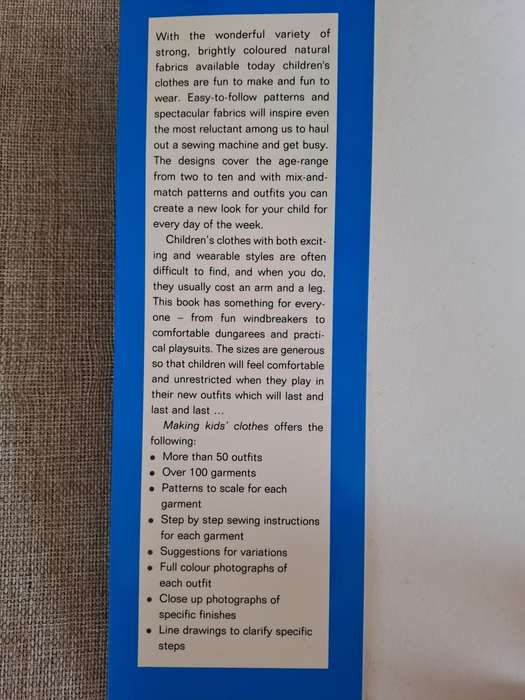 With the wonderful variety of
strong, brightly coloured natural
fabrics available today children's
clothes are fun to make and fun to
wear. Easy-to-follow patterns and
spectacular fabrics will inspire even
the most reluctant among us to haul
out a sewing machine and get busy.
The designs cover the age-range
from two to ten and with mix-and-
match patterns and outfits you can
create a new look for your child for
every day of the week.
Children's clothes with both excit-
ing and wearable styles are often
difficult to find, and when you do,
they usually cost an arm and a leg.
This book has something for every-
one – from fun windbreakers to
comfortable dungarees and practi-
cal playsuits. The sizes are generous
so that children will feel comfortable
and unrestricted when they play in
their new outfits which will last and
last and last ...
Making kids' clothes offers the
following:
• More than 50 outfits
• Over 100 garments
• Patterns to scale for each
garment
• Step by step sewing instructions
for each garment
• Suggestions for variations
• Full colour photographs of
each outfit
• Close up photographs of
specific finishes
• Line drawings to clarify specific
steps